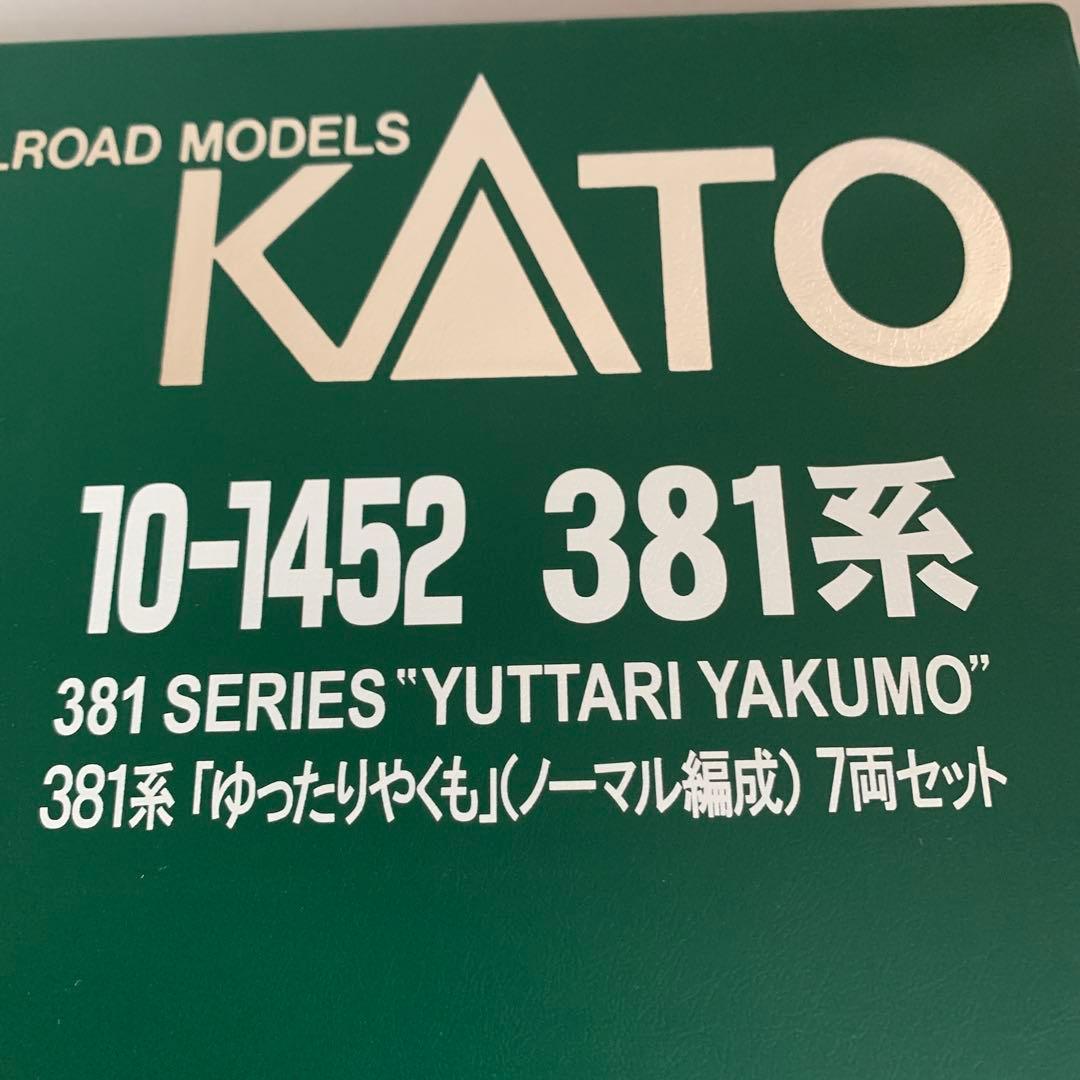 LROAD MODELS
KATO
10-1452 381系
381 SERIES “YUTTARI YAKUMO”
381系「ゆったりやくも」(ノーマル編成) 7両セット